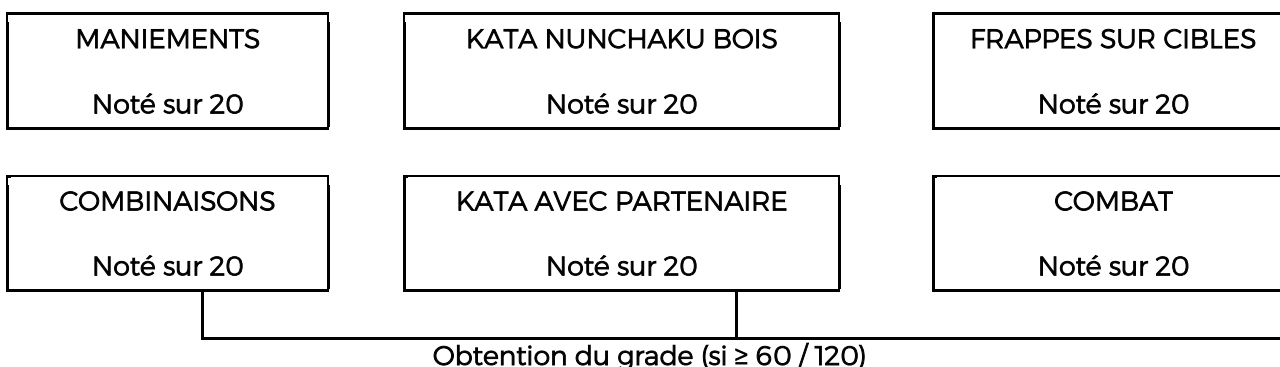 MANIEMENTS
Noté sur 20
KATA NUNCHAKU BOIS
Noté sur 20
FRAPPES SUR CIBLES
Noté sur 20
COMBINAISONS
Noté sur 20
KATA AVEC PARTENAIRE
Noté sur 20
COMBAT
Noté sur 20
Obtention du grade (si ≥ 60 / 120)